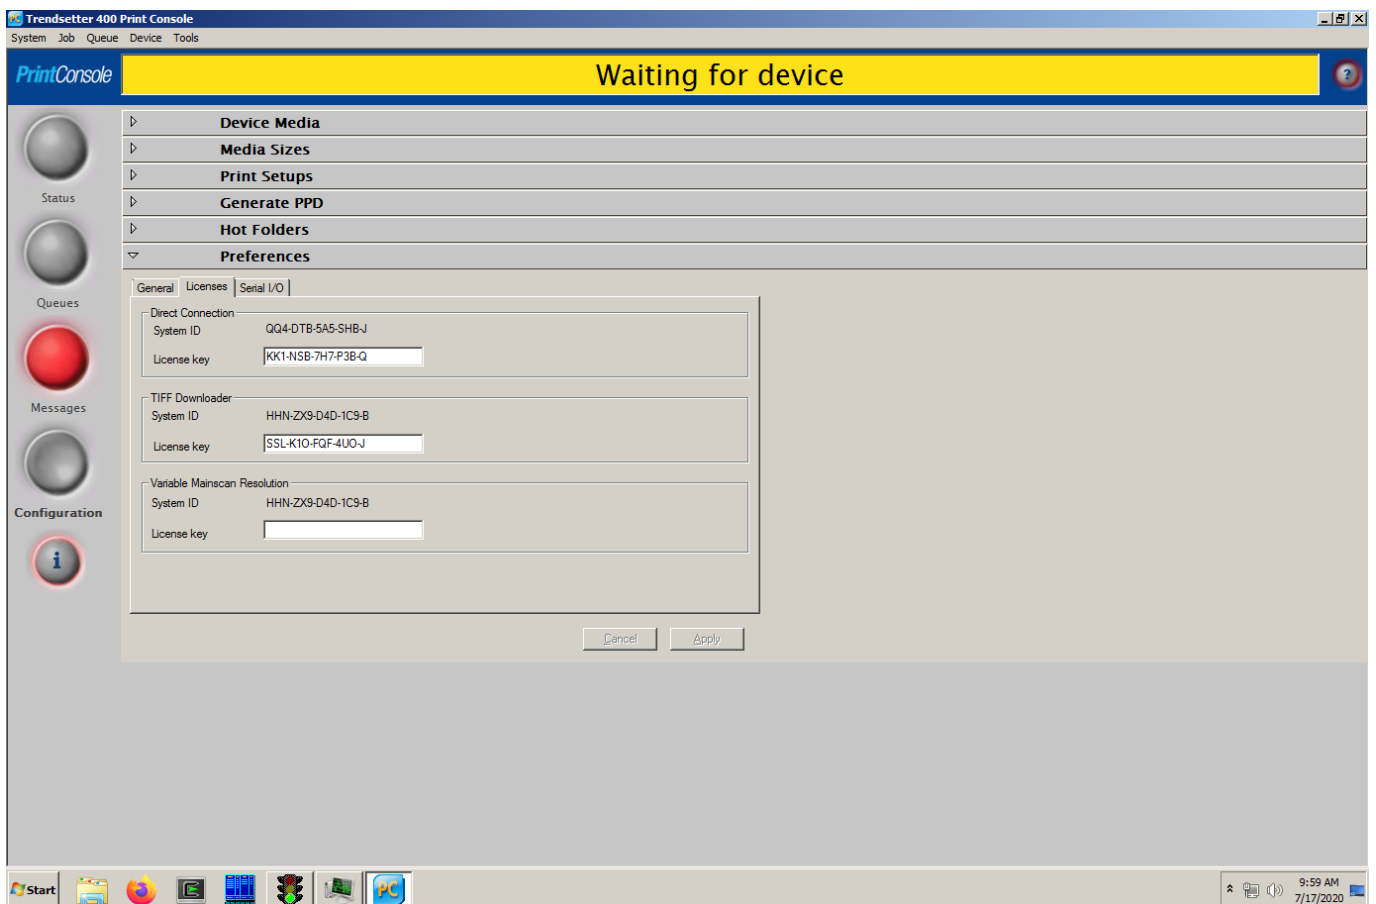 Trendsetter 400 Print Console
System Job Queue Device Tools
PrintConsole
Waiting for device
?
Device Media
Media Sizes
Print Setups
Generate PPD
Hot Folders
Preferences
Status
Queues
Messages
Configuration
i
General Licenses Serial I/O
Direct Connection
System ID QQ4-DTB-5A5-SHB-J
License key KK1-NSB-7H7-P3B-Q
TIFF Downloader
System ID HHN-ZX9-D4D-1C9-B
License key SSL-K1O-FQF-4UO-J
Variable Mainscan Resolution
System ID HHN-ZX9-D4D-1C9-B
License key
Cancel Apply
Start
PC
9:59 AM
7/17/2020